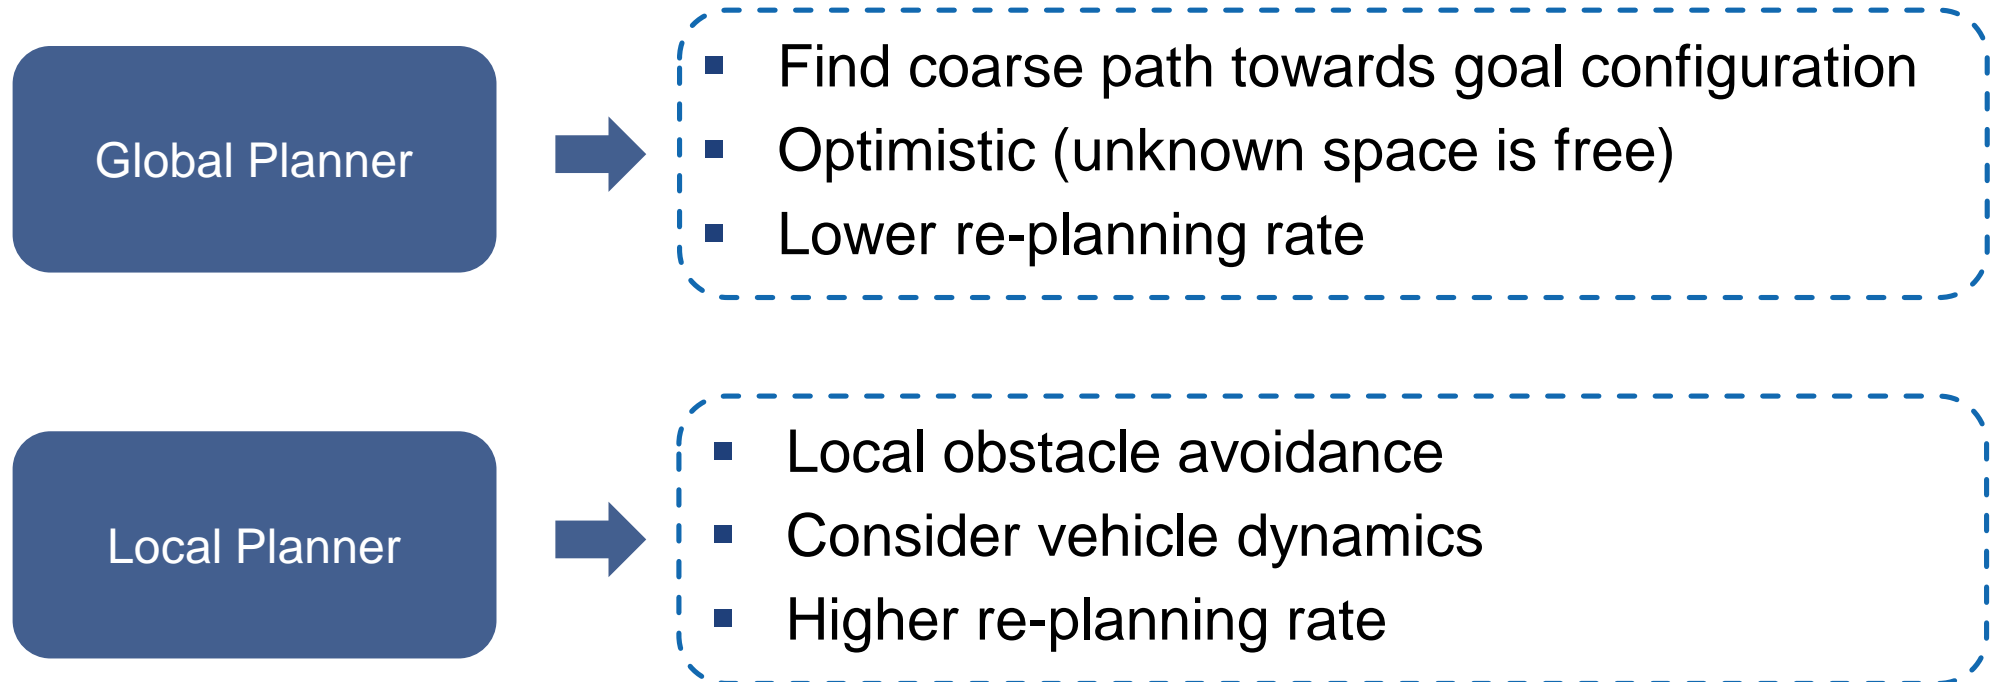 Global Planner
▪ Find coarse path towards goal configuration
▪ Optimistic (unknown space is free)
▪ Lower re-planning rate
Local Planner
▪ Local obstacle avoidance
▪ Consider vehicle dynamics
▪ Higher re-planning rate